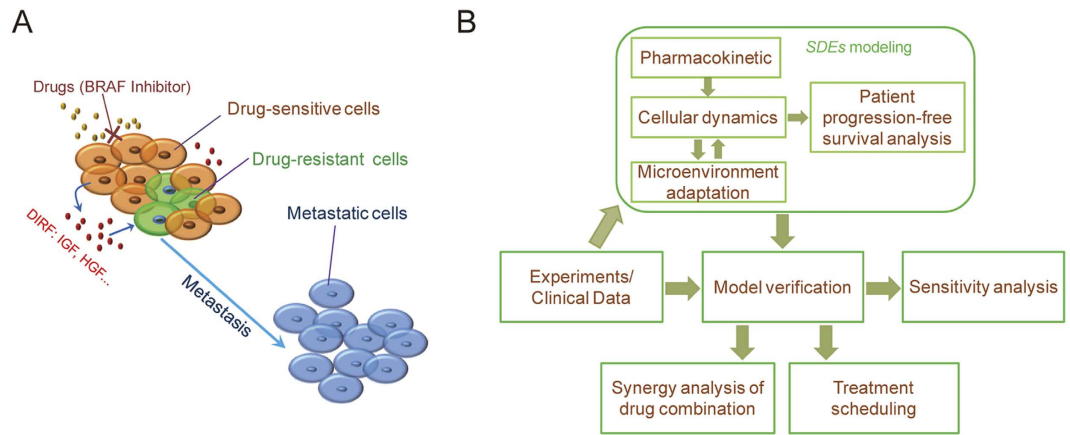 A
Drugs (BRAF Inhibitor)
Drug-sensitive cells
Drug-resistant cells
Metastatic cells
DIRF: IGF, HGF...
Metastasis
B
SDEs modeling
Pharmacokinetic
Cellular dynamics
Microenvironment
adaptation
Patient
progression-free
survival analysis
Experiments/
Clinical Data
Model verification
Sensitivity analysis
Synergy analysis of
drug combination
Treatment
scheduling